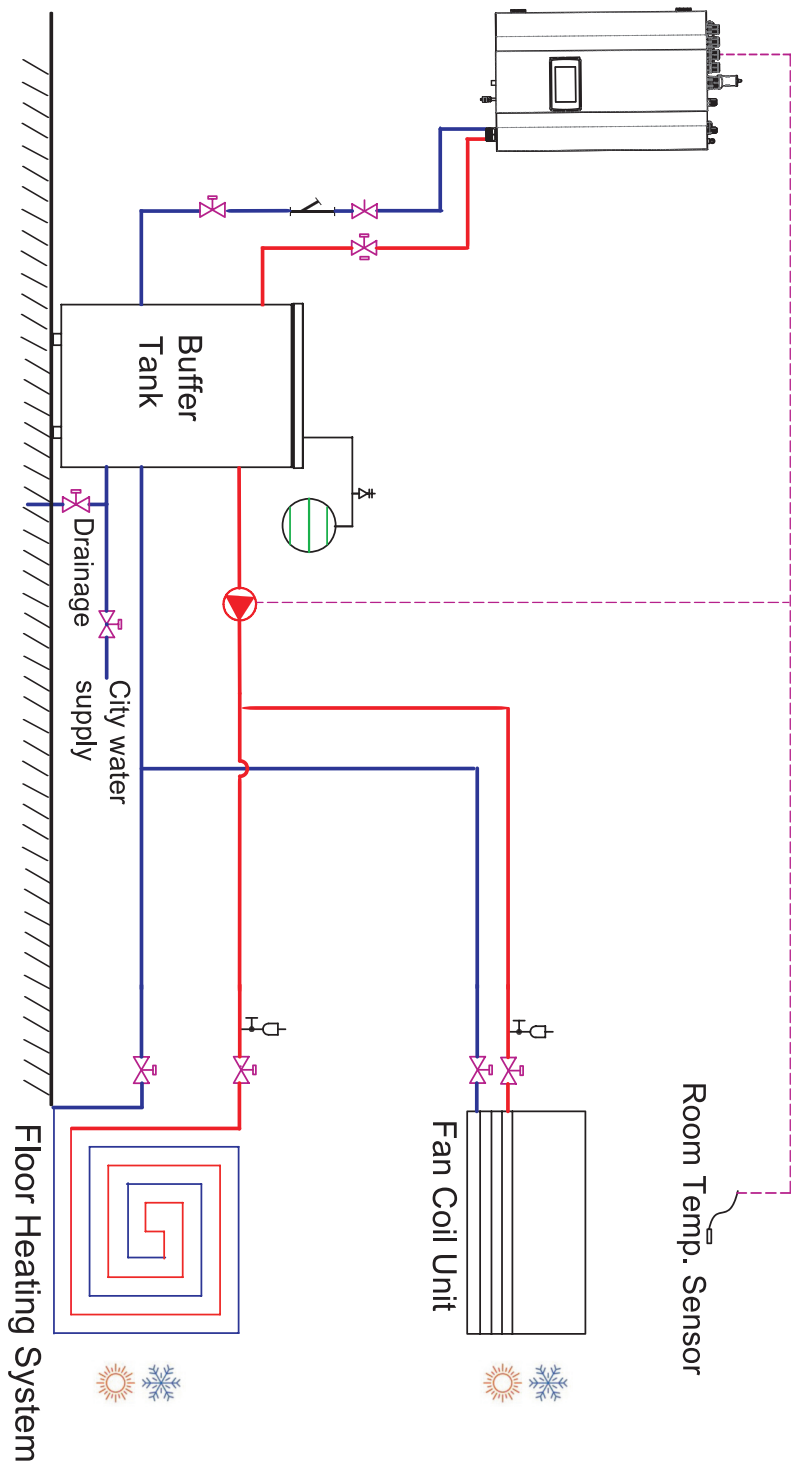 Buffer
Tank
Drainage
City water
supply
Room Temp. Sensor
Fan Coil Unit
Floor Heating System